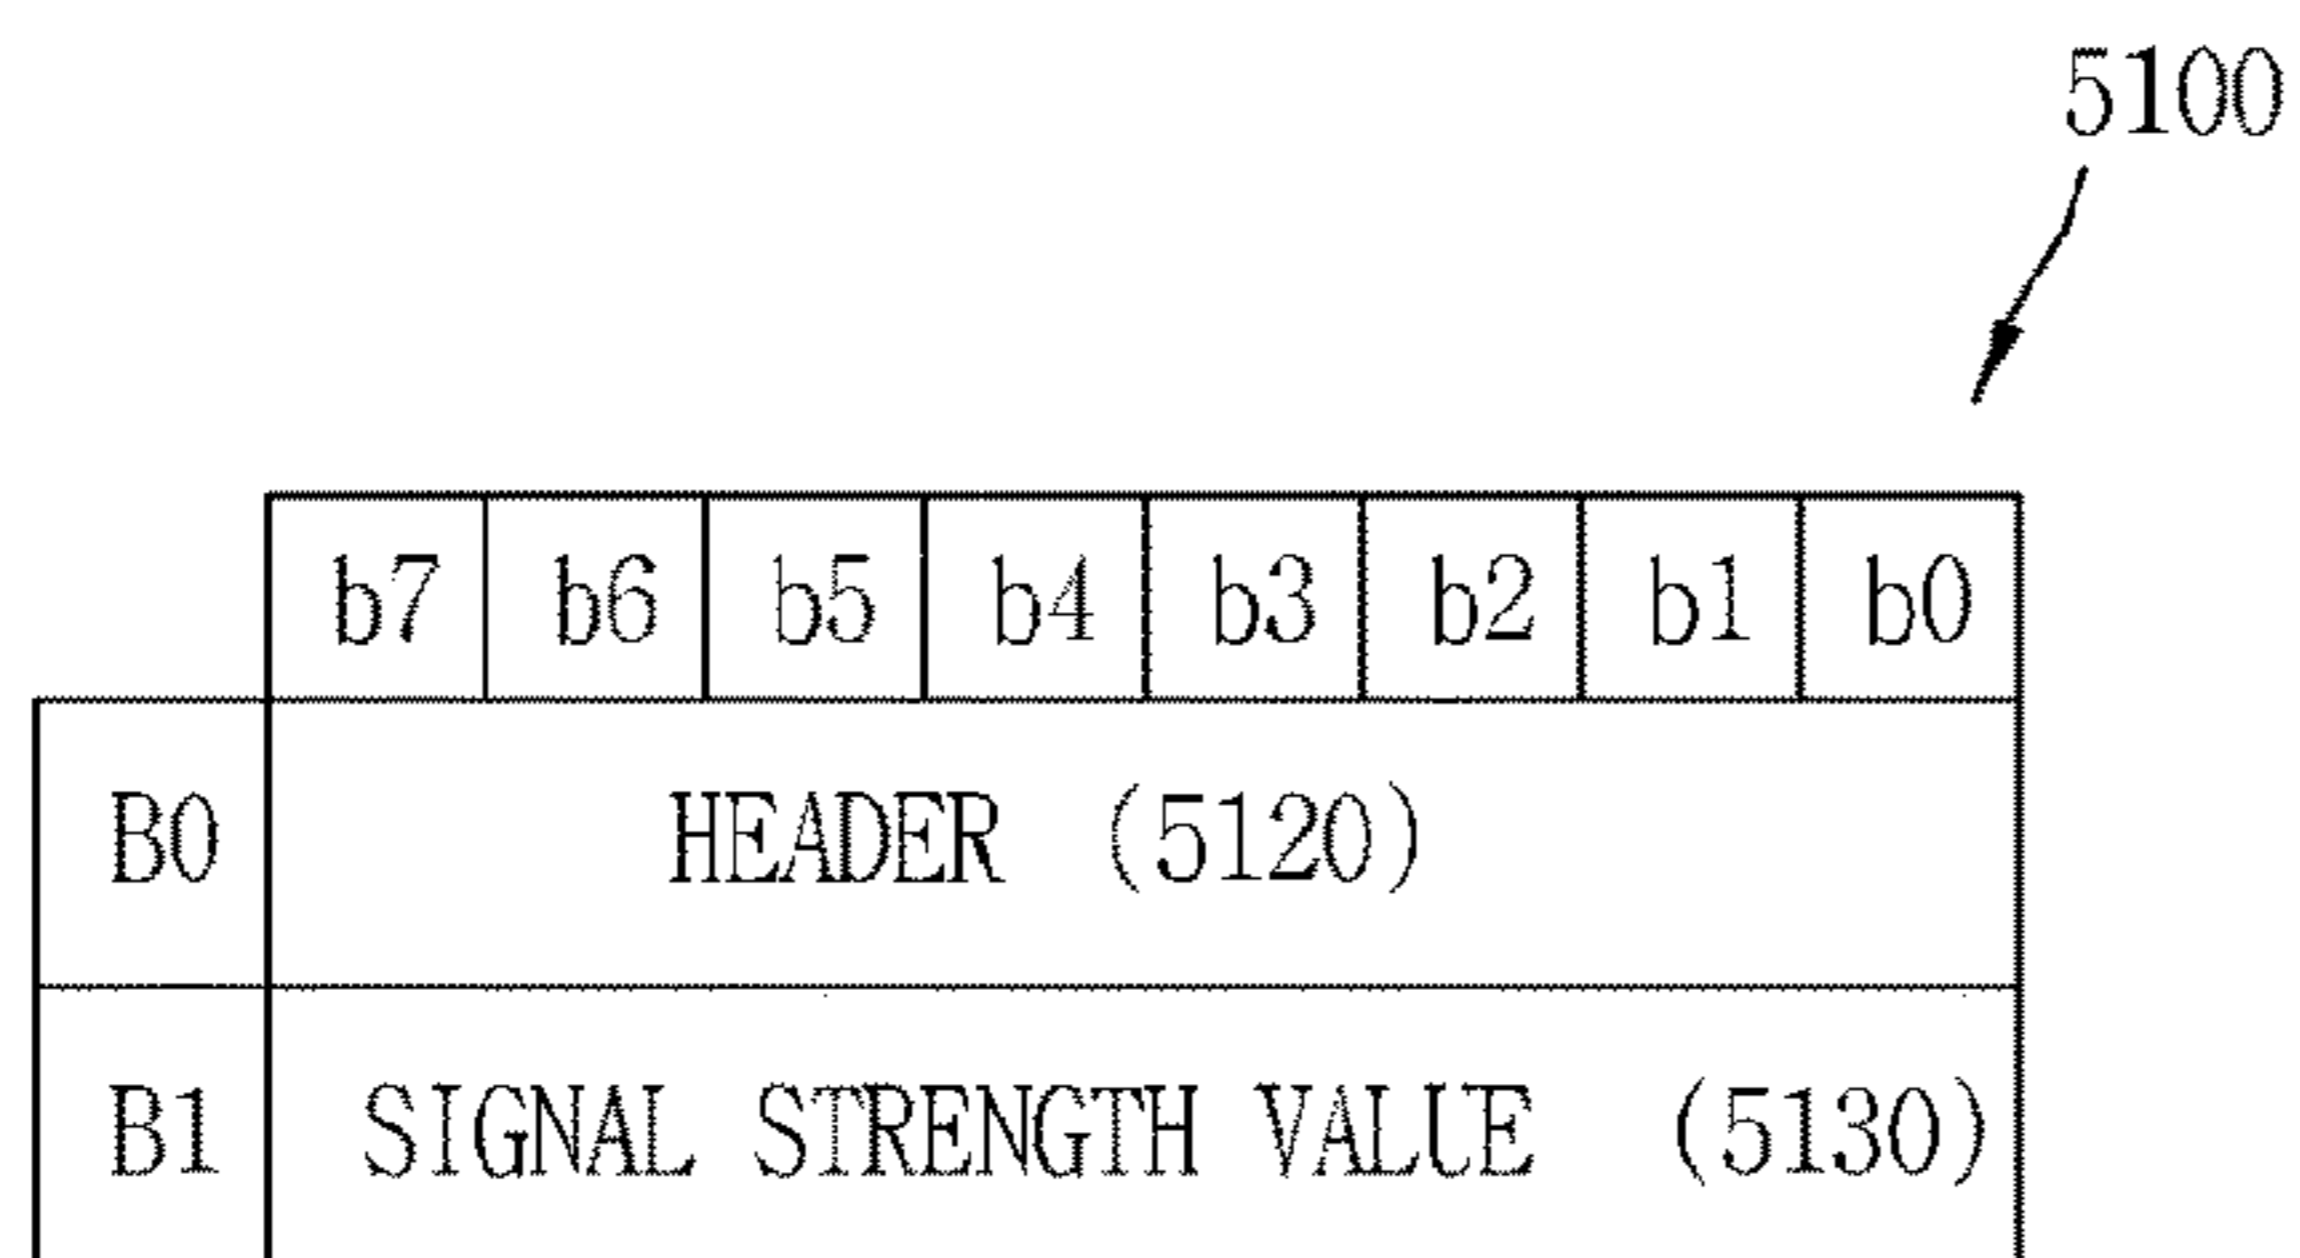 5100
b7 b6 b5 b4 b3 b2 b1 b0
B0 HEADER (5120)
B1 SIGNAL STRENGTH VALUE (5130)